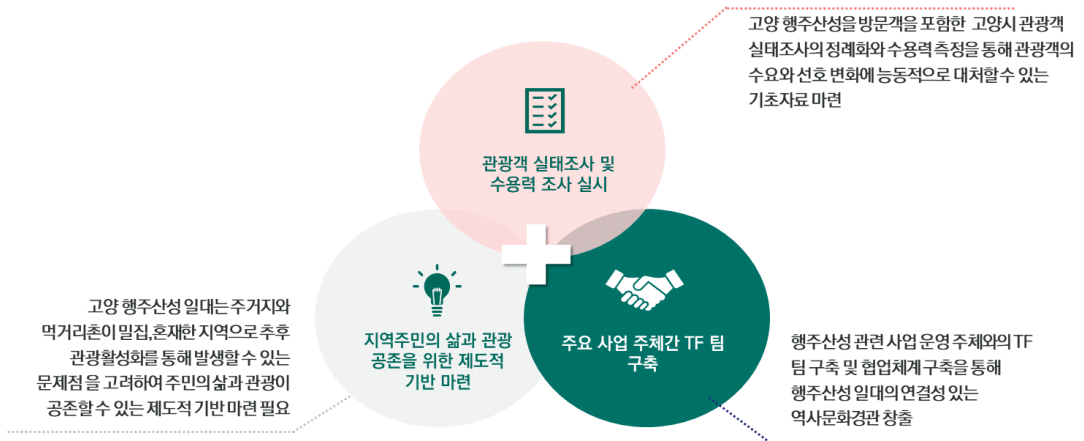 고양 행주산성을 방문객을 포함한 고양시 관광객
실태조사의 정례화와 수용력 측정을 통해 관광객의
수요와 선호 변화에 능동적으로 대처할 수 있는
기초자료 마련
관광객 실태조사 및
수용력 조사 실시
고양 행주산성 일대는 주거지와
먹거리촌이 밀집,혼재한 지역으로 추후
관광활성화를 통해 발생할 수 있는
문제점을 고려하여 주민의 삶과 관광이
공존할 수 있는 제도적 기반 마련 필요
지역주민의 삶과 관광
공존을 위한 제도적
기반 마련
주요 사업 주체간 TF 팀
구축
행주산성 관련 사업 운영 주체와의 TF
팀 구축 및 협업체계 구축을 통해
행주산성 일대의 연결성 있는
역사문화경관 창출